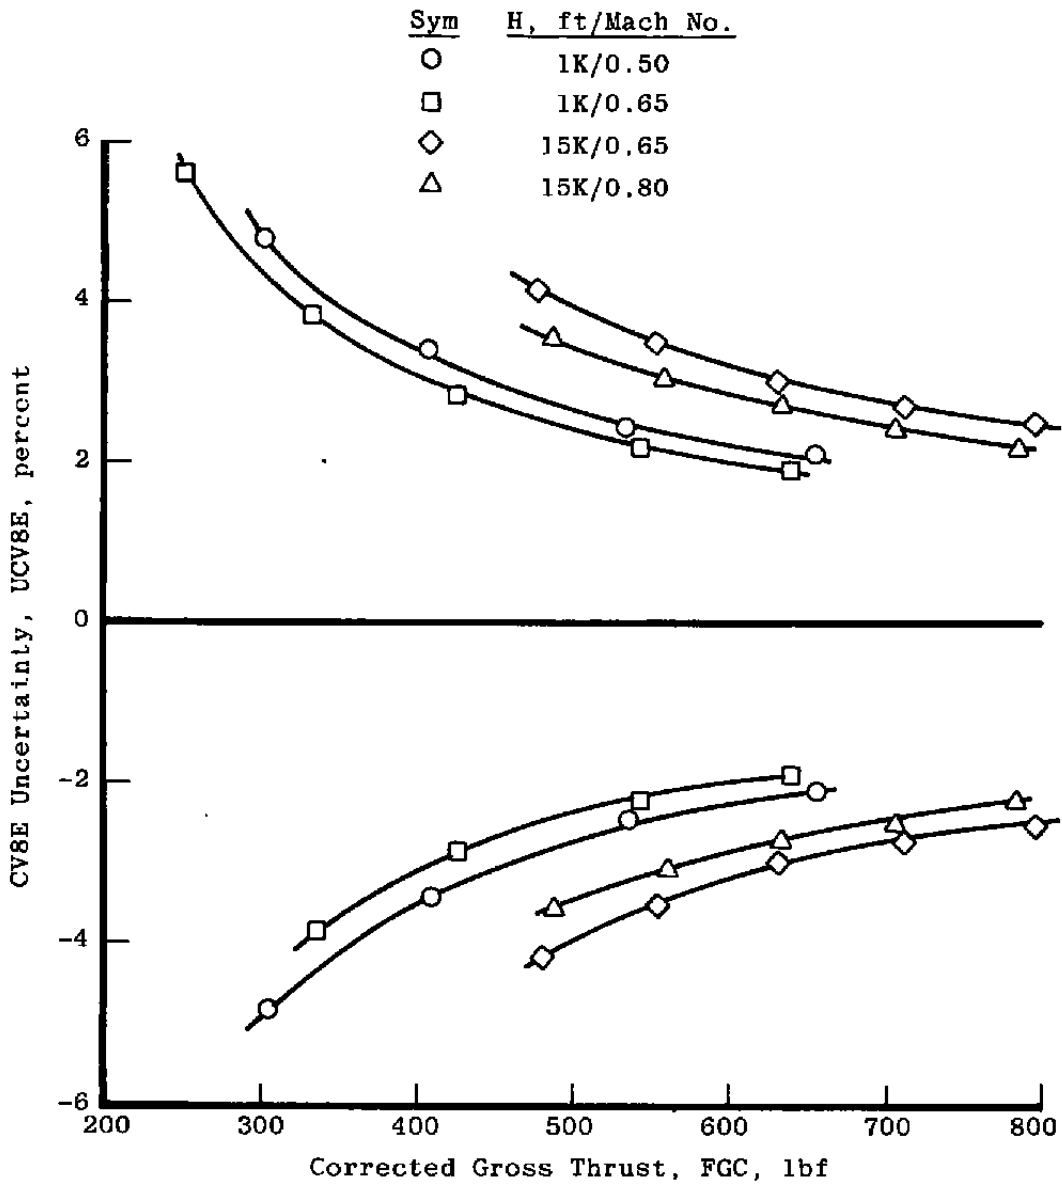 Sym H, ft/Mach No.
1K/0.50
1K/0.65
15K/0.65
15K/0.80
6
4
2
0
-2
-4
-6
CV8E Uncertainty, UCV8E, percent
200 300 400 500 600 700 800
Corrected Gross Thrust, FGC, lbf